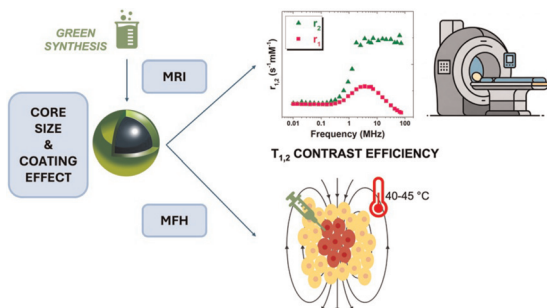 GREEN
SYNTHESIS
MRI
CORE
SIZE
&
COATING
EFFECT
MFH
r₁,₂ (s⁻¹mM⁻¹)
r₂
r₁
0.01 0.1 1 10 100
Frequency (MHz)
T₁,₂ CONTRAST EFFICIENCY
40-45 °C